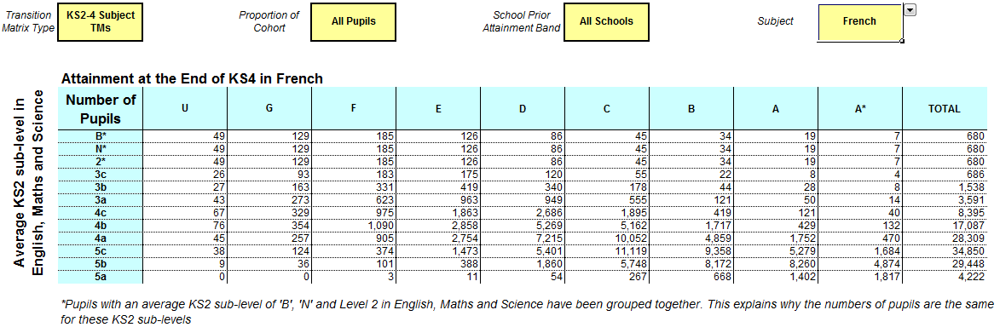 Transition Matrix Type KS2-4 Subject TMs Proportion of Cohort All Pupils School Prior Attainment Band All Schools Subject French
Attainment at the End of KS4 in French
Average KS2 sub-level in English, Maths and Science
Number of Pupils U G F E D C B A A* TOTAL
B* 49 129 185 126 86 45 34 19 7 680
N* 49 129 185 126 86 45 34 19 7 680
2* 49 129 185 126 86 45 34 19 7 680
3c 26 93 183 175 120 55 22 8 4 686
3b 27 163 331 419 340 178 44 28 8 1,538
3a 43 273 623 963 949 555 121 50 14 3,591
4c 67 329 975 1,863 2,686 1,895 419 121 40 8,395
4b 76 354 1,090 2,858 5,269 5,162 1,717 429 132 17,087
4a 45 257 905 2,754 7,215 10,052 4,859 1,752 470 28,309
5c 38 124 374 1,473 5,401 11,119 9,358 5,279 1,684 34,850
5b 9 36 101 388 1,860 5,748 8,172 8,260 4,874 29,448
5a 0 0 3 11 54 267 668 1,402 1,817 4,222
*Pupils with an average KS2 sub-level of 'B', 'N' and Level 2 in English, Maths and Science have been grouped together. This explains why the numbers of pupils are the same
for these KS2 sub-levels